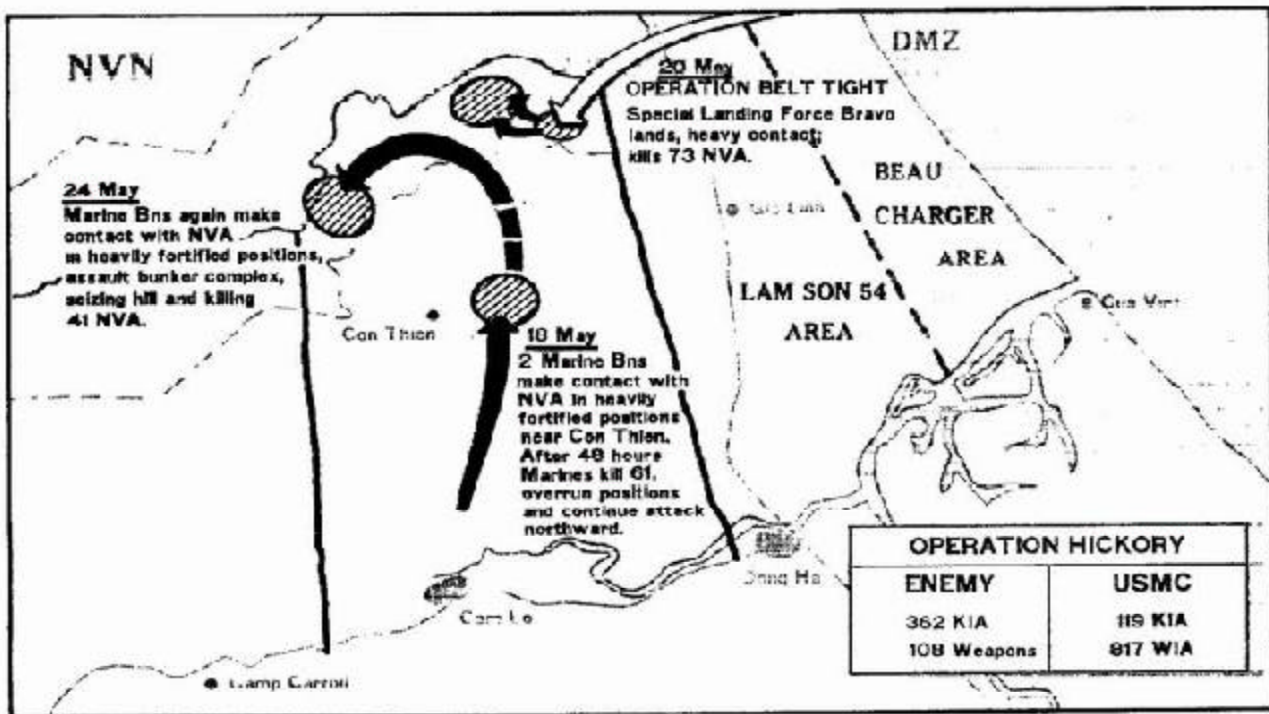 NVN
DMZ
20 May
OPERATION BELT TIGHT
Special Landing Force Bravo
lands, heavy contact;
kills 73 NVA.
24 May
Marine Bns again make
contact with NVA
in heavily fortified positions,
assault bunker complex,
seizing hill and killing
41 NVA.
BEAU
CHARGER
AREA
LAM SON 54
AREA
Con Thien
18 May
2 Marine Bns
make contact with
NVA in heavily
fortified positions
near Con Thien.
After 48 hours
Marines kill 61,
overrun positions
and continue attack
northward.
Cam Lo
Dong Ha
Camp Carroll
OPERATION HICKORY
ENEMY
USMC
362 KIA
119 KIA
108 Weapons
817 WIA